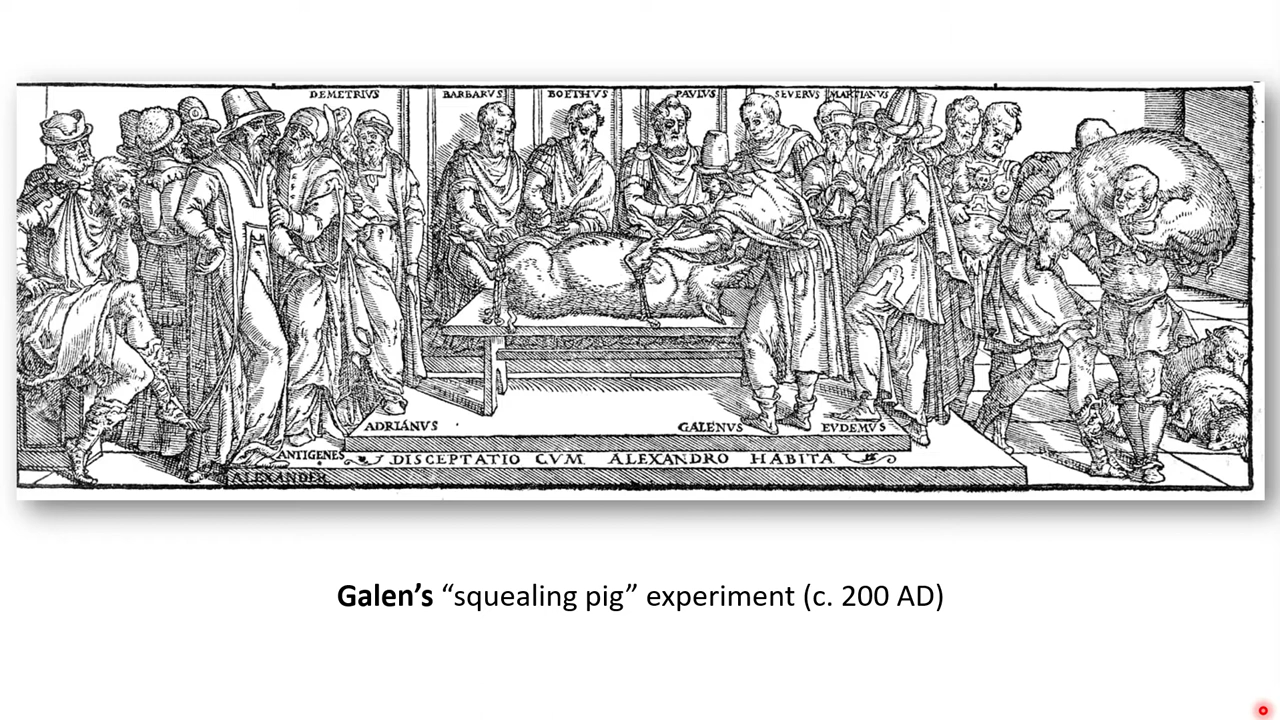 DEMETRIVS
BARBARVS
BOETHVS
PAVLVS
SEVERVS
MARTIANVS
ADRIANVS
GALENVS
EVDEMVS
ANTIGENES
DISCEPTATIO CVM ALEXANDRO HABITA
ALEXANDER
Galen’s “squealing pig” experiment (c. 200 AD)